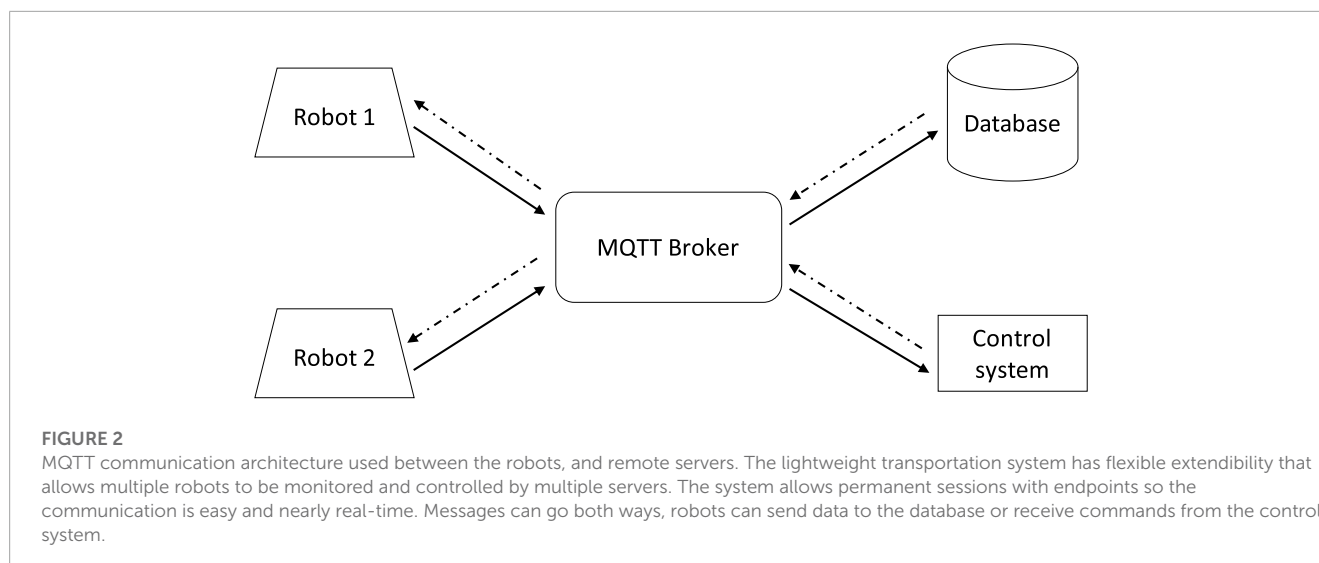 Robot 1
Database
MQTT Broker
Robot 2
Control
system
FIGURE 2
MQTT communication architecture used between the robots, and remote servers. The lightweight transportation system has flexible extendibility that
allows multiple robots to be monitored and controlled by multiple servers. The system allows permanent sessions with endpoints so the
communication is easy and nearly real-time. Messages can go both ways, robots can send data to the database or receive commands from the control
system.